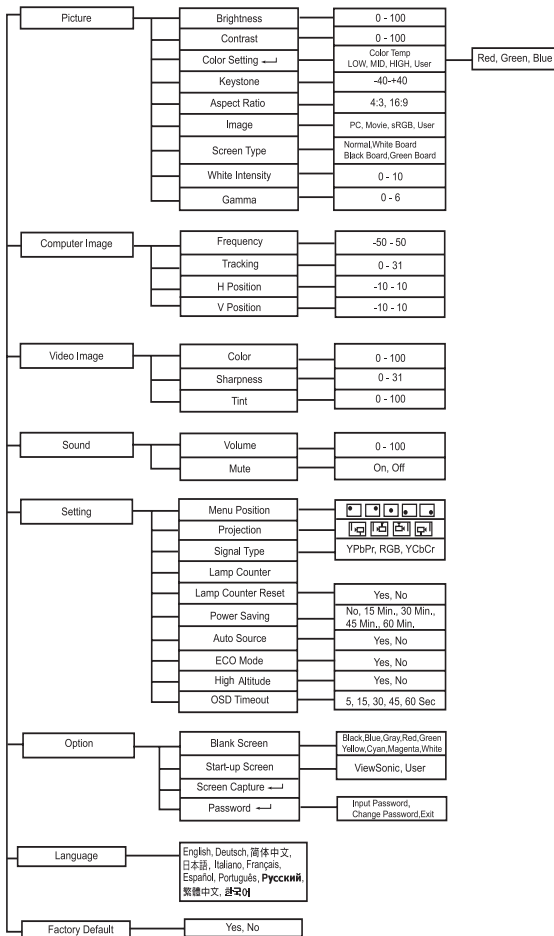 Picture
Brightness
0 - 100
Contrast
0 - 100
Color Setting ↵
Color Temp
LOW, MID, HIGH, User
Red, Green, Blue
Keystone
-40-+40
Aspect Ratio
4:3, 16:9
Image
PC, Movie, sRGB, User
Screen Type
Normal,White Board
Black Board,Green Board
White Intensity
0 - 10
Gamma
0 - 6
Computer Image
Frequency
-50 - 50
Tracking
0 - 31
H Position
-10 - 10
V Position
-10 - 10
Video Image
Color
0 - 100
Sharpness
0 - 31
Tint
0 - 100
Sound
Volume
0 - 100
Mute
On, Off
Setting
Menu Position
Projection
Signal Type
YPbPr, RGB, YCbCr
Lamp Counter
Lamp Counter Reset
Yes, No
Power Saving
No, 15 Min., 30 Min.,
45 Min., 60 Min.
Auto Source
Yes, No
ECO Mode
Yes, No
High Altitude
Yes, No
OSD Timeout
5, 15, 30, 45, 60 Sec
Option
Blank Screen
Black,Blue,Gray,Red,Green
Yellow,Cyan,Magenta,White
Start-up Screen
ViewSonic, User
Screen Capture ↵
Password ↵
Input Password,
Change Password,Exit
Language
English, Deutsch, 简体中文,
日本語, Italiano, Français,
Español, Português, Русский,
繁體中文, 한국어
Factory Default
Yes, No